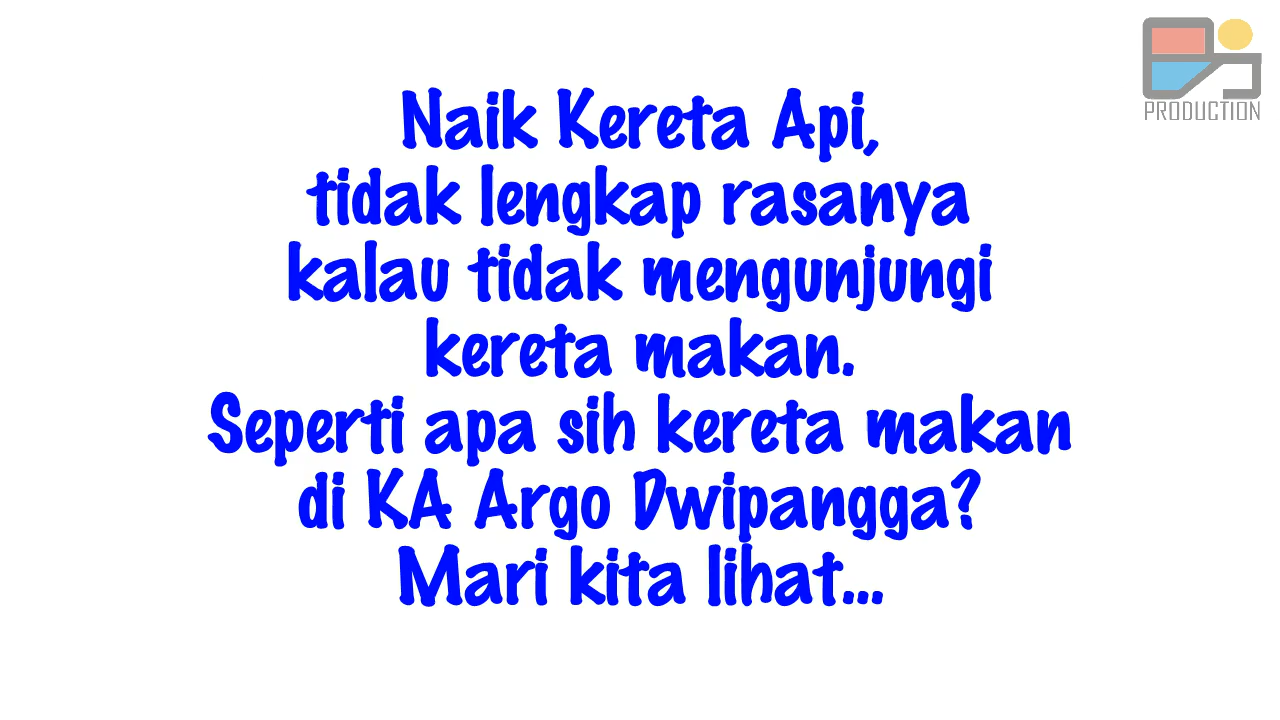 PRODUCTION
Naik Kereta Api,
tidak lengkap rasanya
kalau tidak mengunjungi
kereta makan.
Seperti apa sih kereta makan
di KA Argo Dwipangga?
Mari kita lihat...